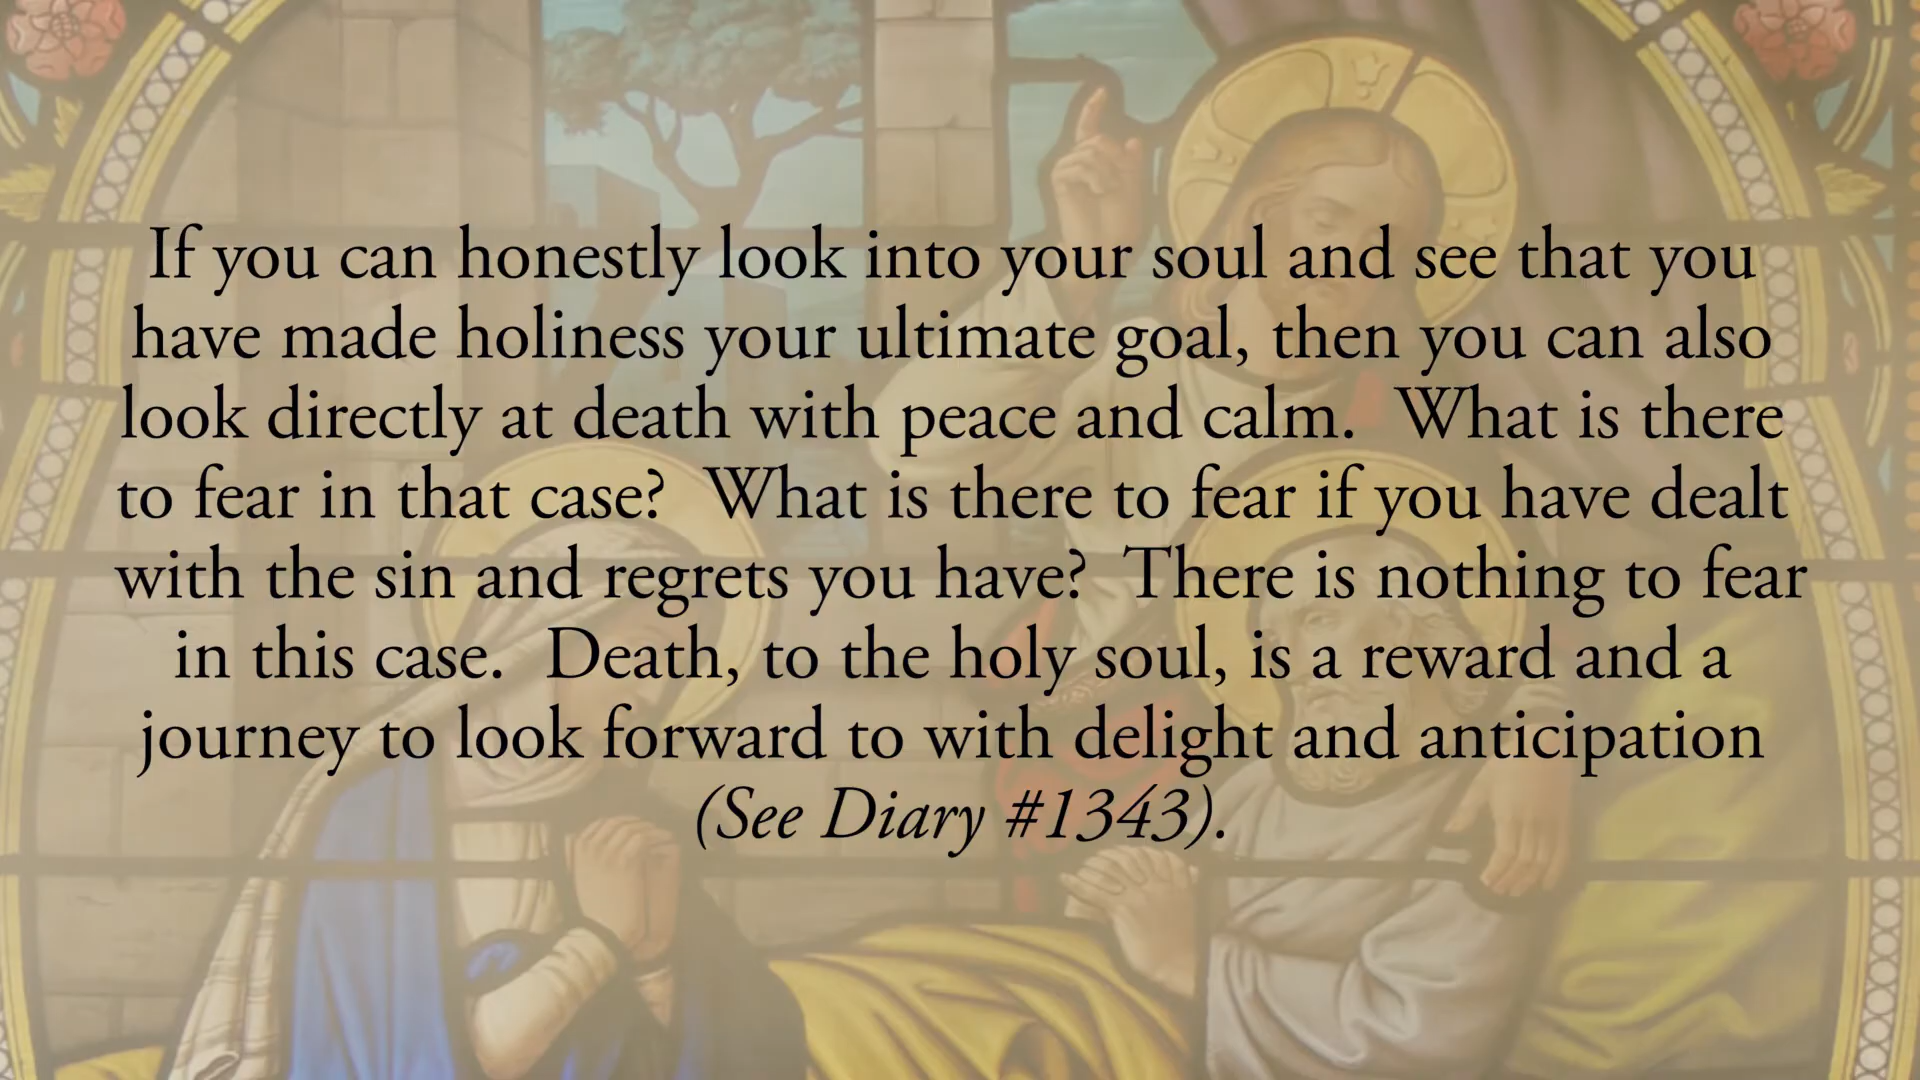 If you can honestly look into your soul and see that you
have made holiness your ultimate goal, then you can also
look directly at death with peace and calm.  What is there
to fear in that case?  What is there to fear if you have dealt
with the sin and regrets you have?  There is nothing to fear
in this case.  Death, to the holy soul, is a reward and a
journey to look forward to with delight and anticipation
(See Diary #1343).